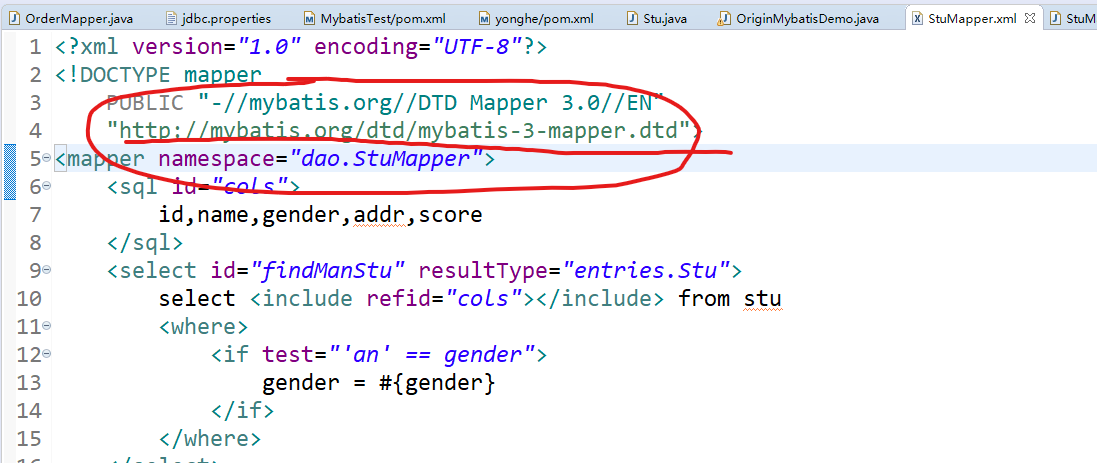 OrderMapper.java jdbc.properties MybatisTest/pom.xml yonghe/pom.xml Stu.java OriginMybatisDemo.java StuMapper.xml StuM
1 <?xml version="1.0" encoding="UTF-8"?>
2 <!DOCTYPE mapper
3 PUBLIC "-//mybatis.org//DTD Mapper 3.0//EN"
4 "http://mybatis.org/dtd/mybatis-3-mapper.dtd">
5 <mapper namespace="dao.StuMapper">
6 <sql id="cols">
7 id,name,gender,addr,score
8 </sql>
9 <select id="findManStu" resultType="entries.Stu">
10 select <include refid="cols"></include> from stu
11 <where>
12 <if test="'an' == gender">
13 gender = #{gender}
14 </if>
15 </where>
16 </select>